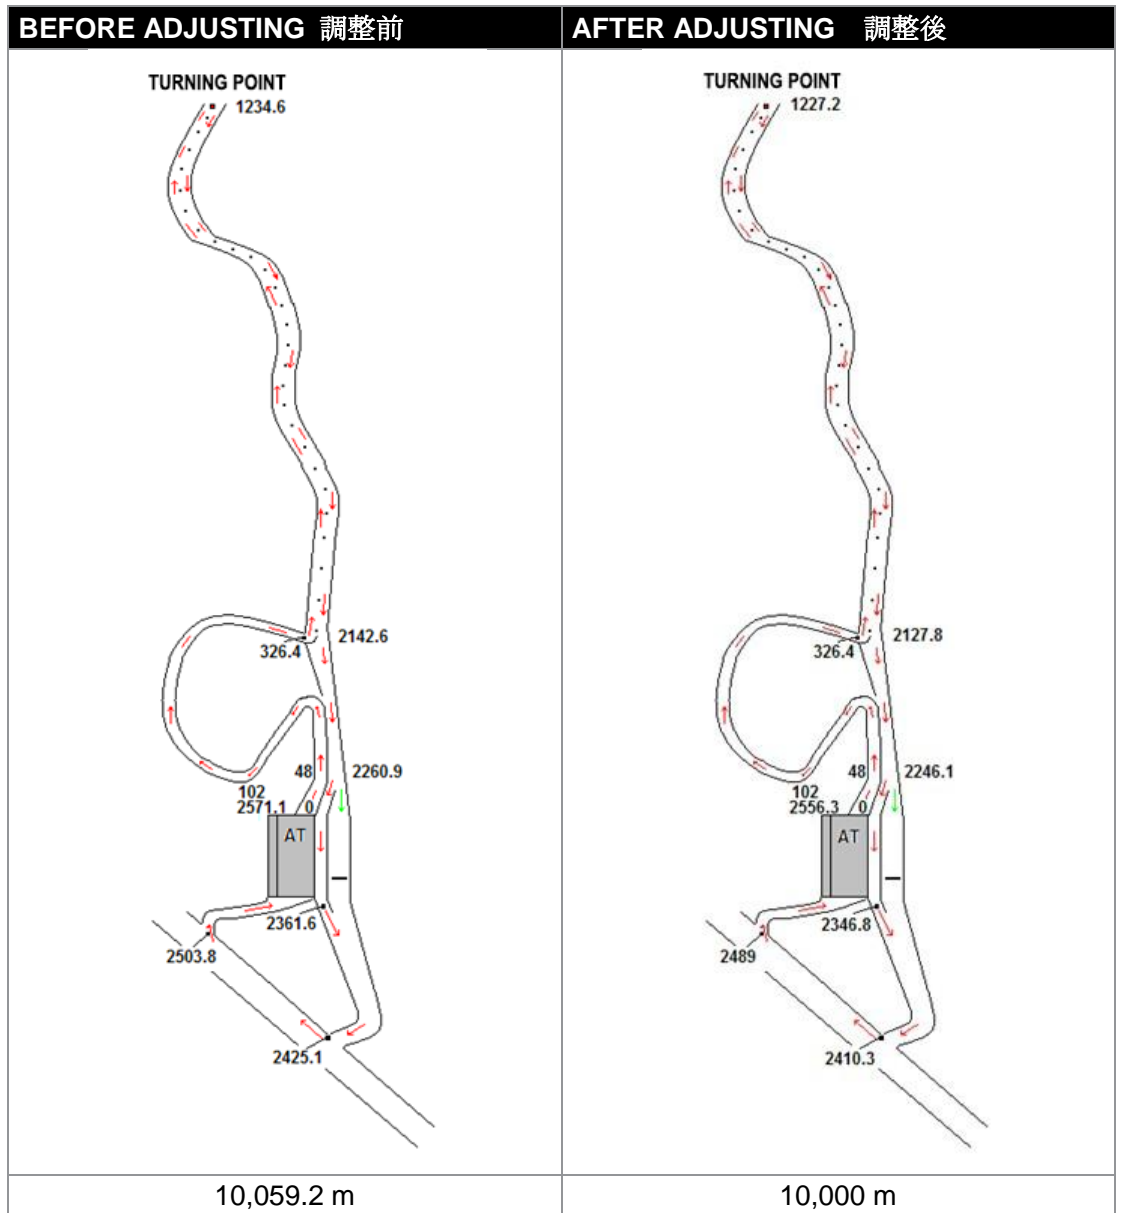 BEFORE ADJUSTING 調整前
TURNING POINT
1234.6
2142.6
326.4
48
2260.9
102
2571.1
0
AT
2361.6
2503.8
2425.1
10,059.2 m
AFTER ADJUSTING 調整後
TURNING POINT
1227.2
2127.8
326.4
48
2246.1
102
2556.3
0
AT
2346.8
2489
2410.3
10,000 m